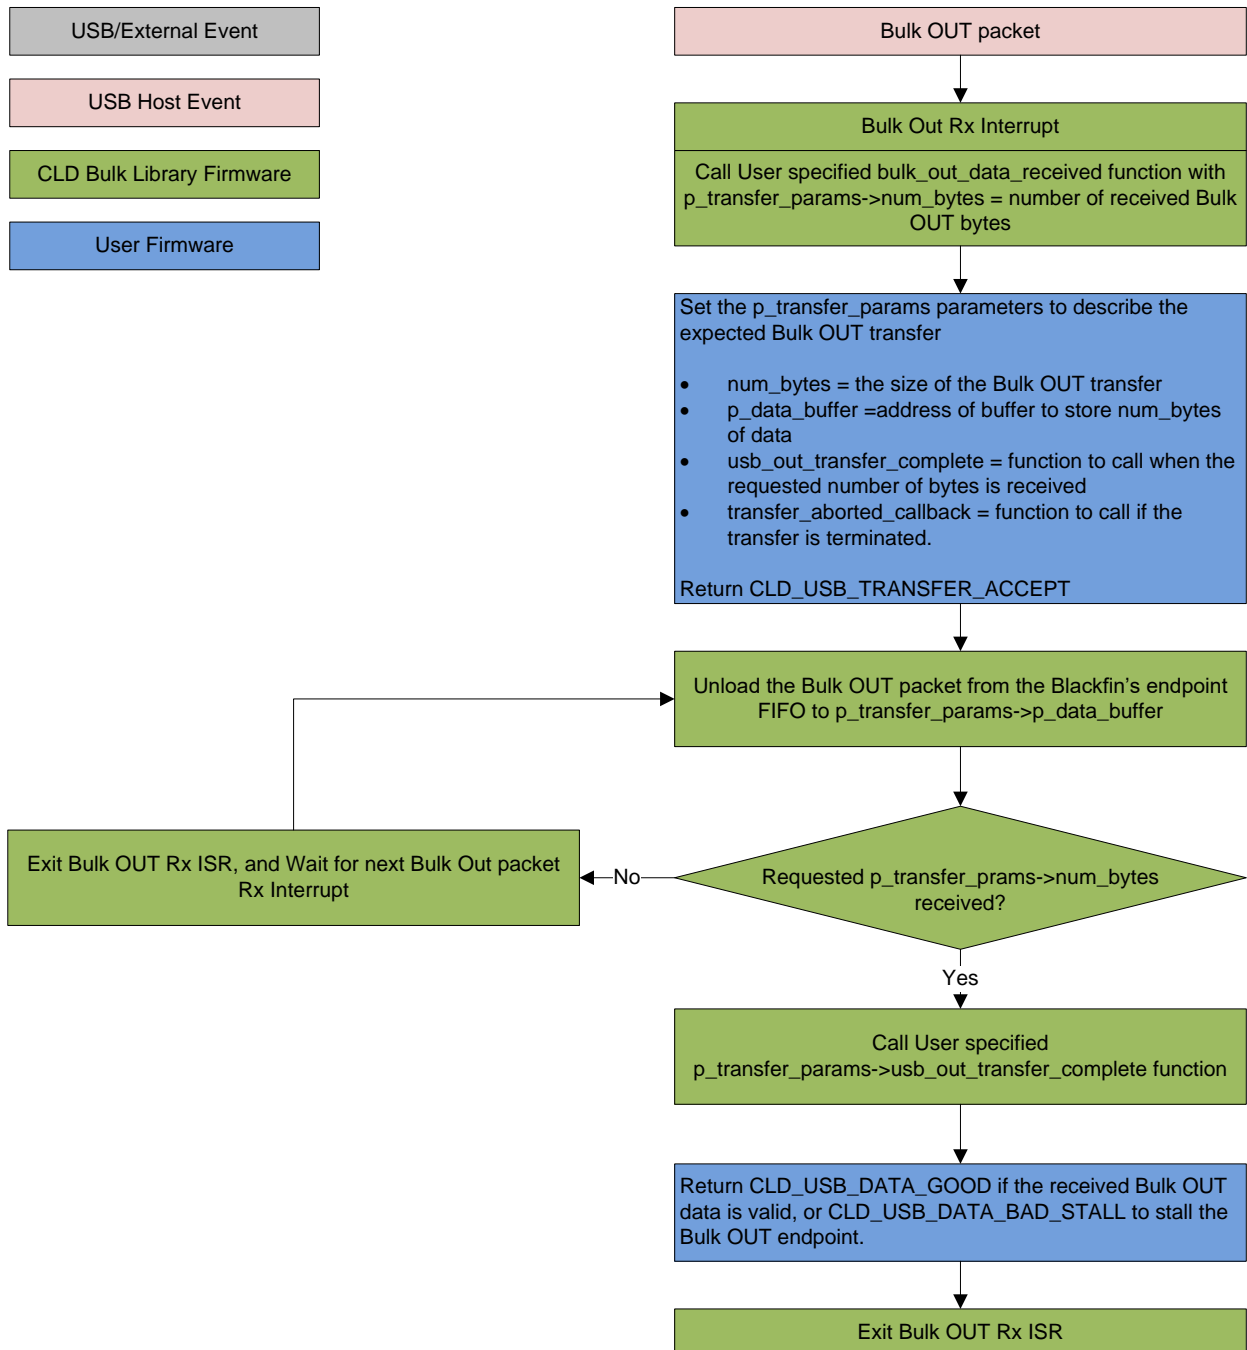 USB/External Event
USB Host Event
CLD Bulk Library Firmware
User Firmware
Bulk OUT packet
Bulk Out Rx Interrupt
Call User specified bulk_out_data_received function with
p_transfer_params->num_bytes = number of received Bulk
OUT bytes
Set the p_transfer_params parameters to describe the
expected Bulk OUT transfer
• num_bytes = the size of the Bulk OUT transfer
• p_data_buffer =address of buffer to store num_bytes
of data
• usb_out_transfer_complete = function to call when the
requested number of bytes is received
• transfer_aborted_callback = function to call if the
transfer is terminated.
Return CLD_USB_TRANSFER_ACCEPT
Unload the Bulk OUT packet from the Blackfin's endpoint
FIFO to p_transfer_params->p_data_buffer
Exit Bulk OUT Rx ISR, and Wait for next Bulk Out packet
Rx Interrupt
No
Requested p_transfer_prams->num_bytes
received?
Yes
Call User specified
p_transfer_params->usb_out_transfer_complete function
Return CLD_USB_DATA_GOOD if the received Bulk OUT
data is valid, or CLD_USB_DATA_BAD_STALL to stall the
Bulk OUT endpoint.
Exit Bulk OUT Rx ISR